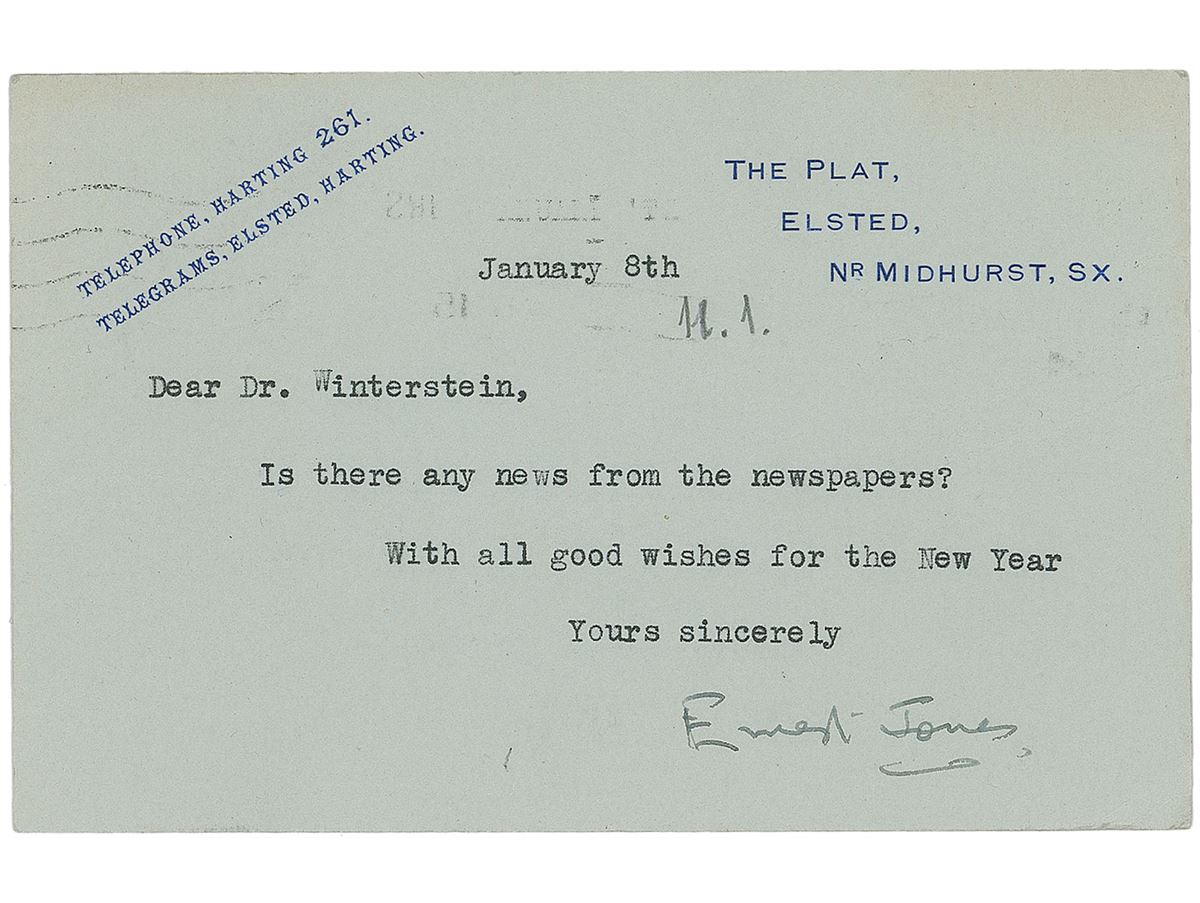 TELEPHONE, HARTING 261.
TELEGRAMS, ELSTED, HARTING.
THE PLAT,
ELSTED,
NR MIDHURST, SX.
January 8th
11.1.
Dear Dr. Winterstein,
Is there any news from the newspapers?
With all good wishes for the New Year
Yours sincerely
Ernest Jones